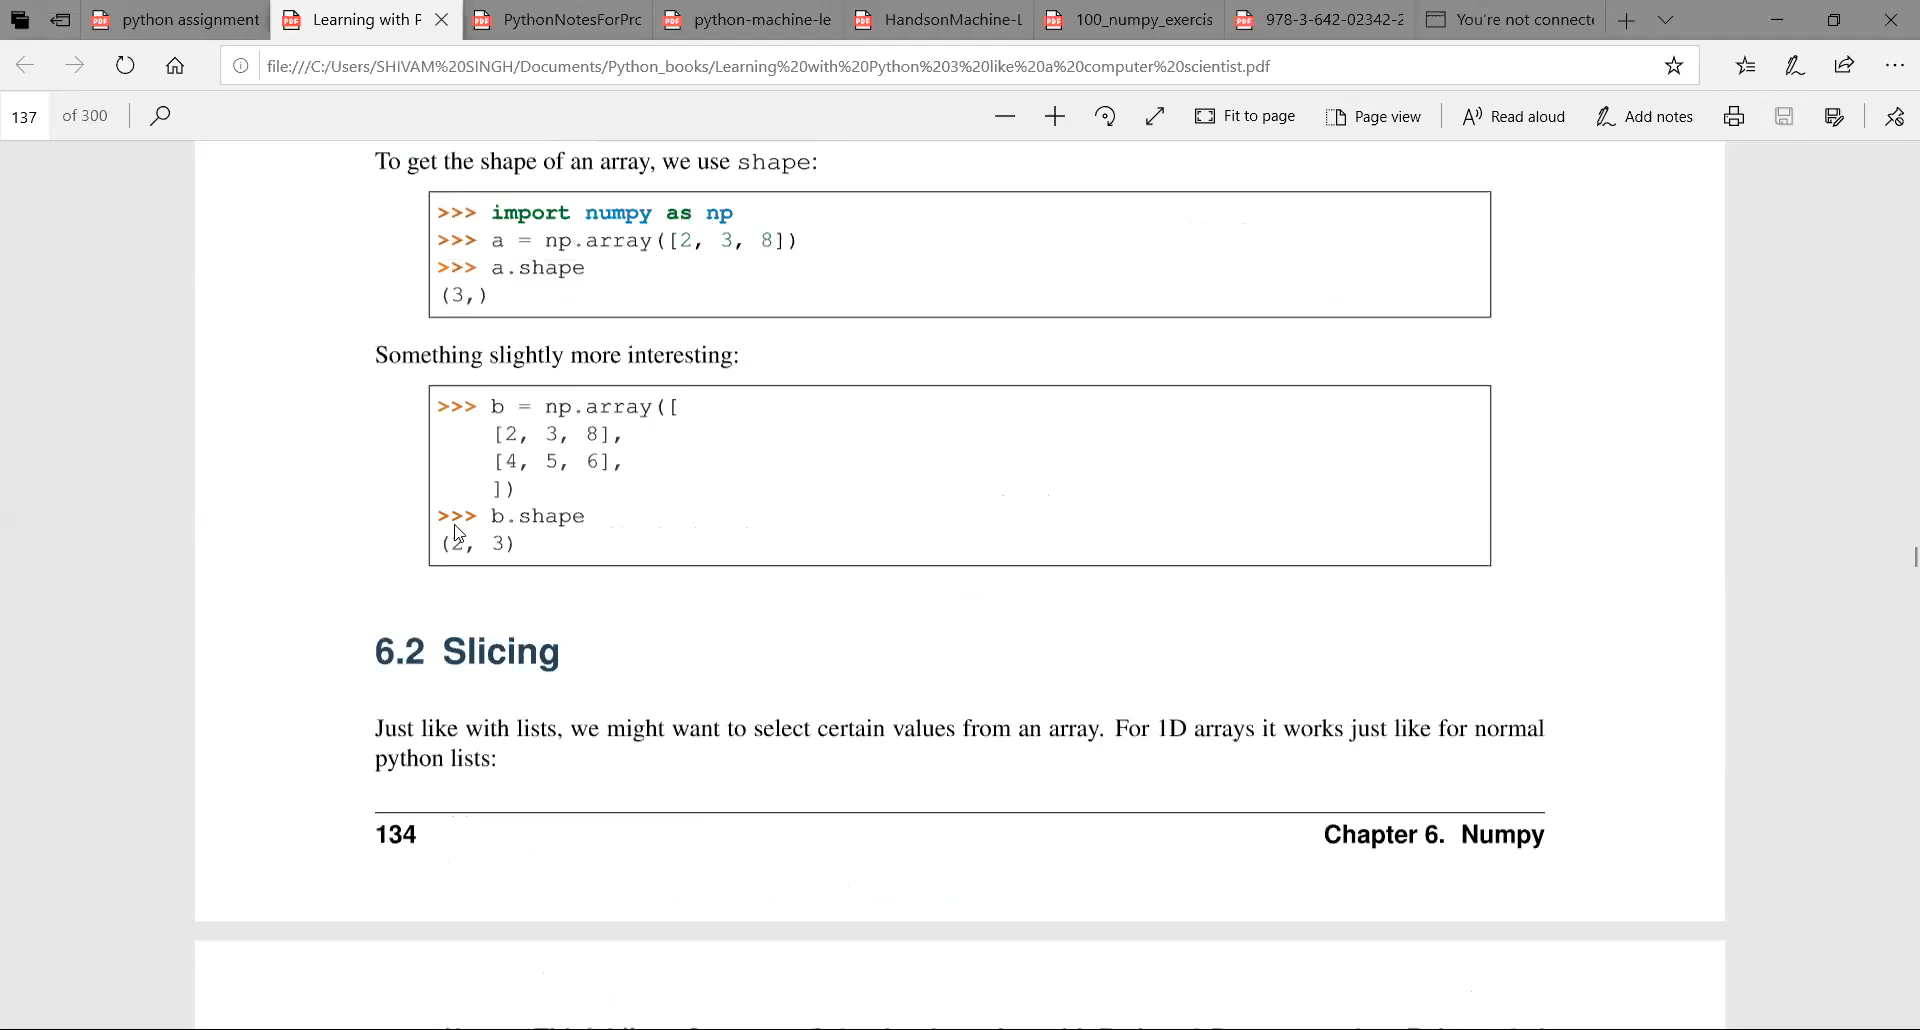 python assignment
Learning with F
PythonNotesForPrc
python-machine-le
HandsonMachine-L
100_numpy_exercis
978-3-642-02342-2
You're not connecte
file:///C:/Users/SHIVAM%20SINGH/Documents/Python_books/Learning%20with%20Python%203%20like%20a%20computer%20scientist.pdf
137 of 300
Fit to page
Page view
Read aloud
Add notes
To get the shape of an array, we use shape:
>>> import numpy as np
>>> a = np.array([2, 3, 8])
>>> a.shape
(3,)
Something slightly more interesting:
>>> b = np.array([
[2, 3, 8],
[4, 5, 6],
])
>>> b.shape
(2, 3)
6.2 Slicing
Just like with lists, we might want to select certain values from an array. For 1D arrays it works just like for normal
python lists:
134
Chapter 6. Numpy